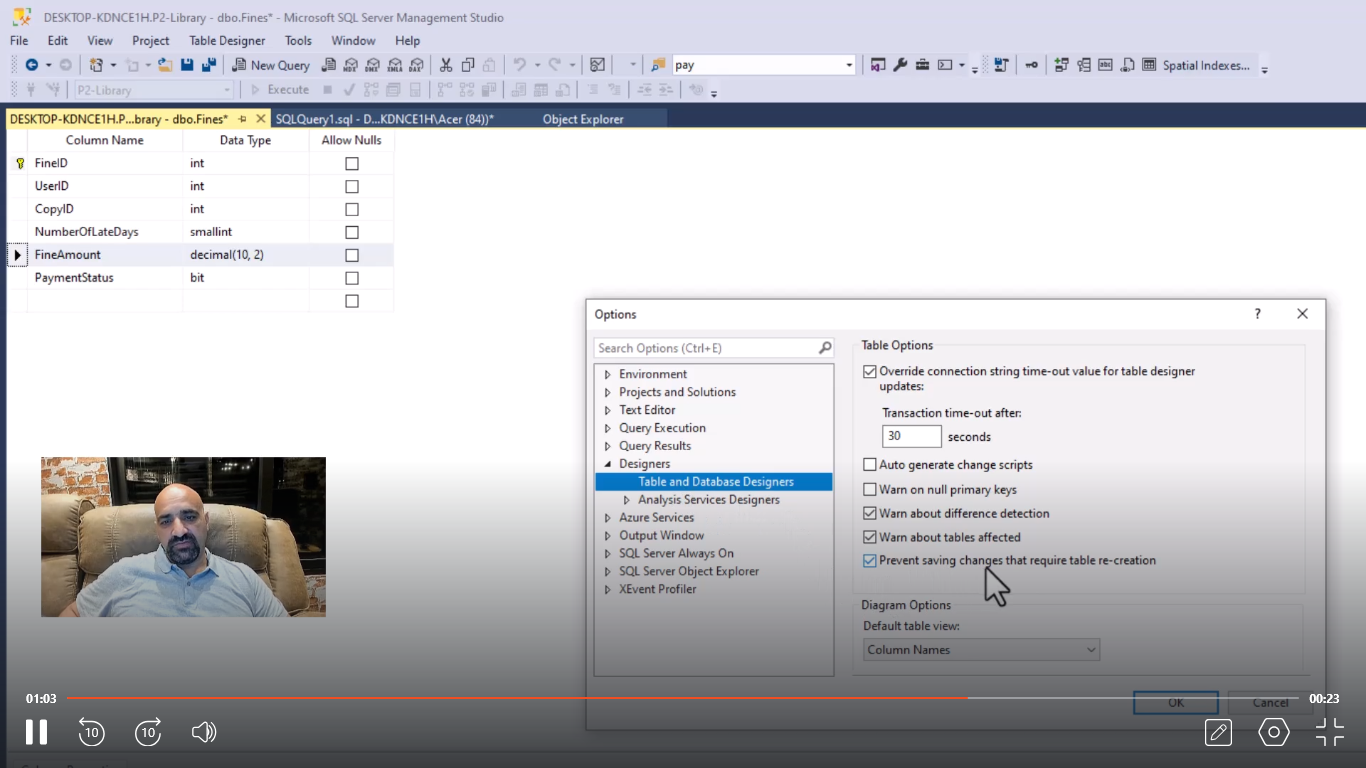 DESKTOP-KDNCE1H.P2-Library - dbo.Fines* - Microsoft SQL Server Management Studio
File Edit View Project Table Designer Tools Window Help
New Query MDX DMX XMLA DAX pay Spatial Indexes...
P2-Library Execute
DESKTOP-KDNCE1H.P...brary - dbo.Fines* SQLQuery1.sql - D...KDNCE1H\Acer (84))* Object Explorer
Column Name Data Type Allow Nulls
FineID int
UserID int
CopyID int
NumberOfLateDays smallint
FineAmount decimal(10, 2)
PaymentStatus bit
Options ?
Search Options (Ctrl+E)
Environment
Projects and Solutions
Text Editor
Query Execution
Query Results
Designers
Table and Database Designers
Analysis Services Designers
Azure Services
Output Window
SQL Server Always On
SQL Server Object Explorer
XEvent Profiler
Table Options
Override connection string time-out value for table designer
updates:
Transaction time-out after:
30 seconds
Auto generate change scripts
Warn on null primary keys
Warn about difference detection
Warn about tables affected
Prevent saving changes that require table re-creation
Diagram Options
Default table view:
Column Names
OK Cancel
01:03 00:23
10 10